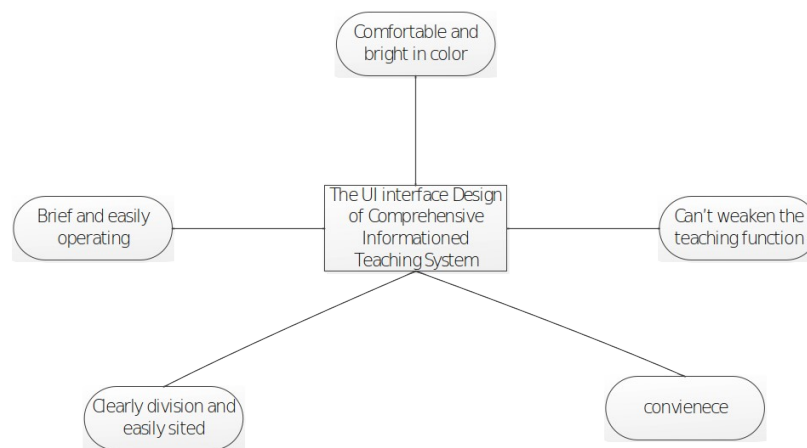 Comfortable and
bright in color
Brief and easily
operating
The UI interface Design
of Comprehensive
Informationed
Teaching System
Can't weaken the
teaching function
Clearly division and
easily sited
convienece